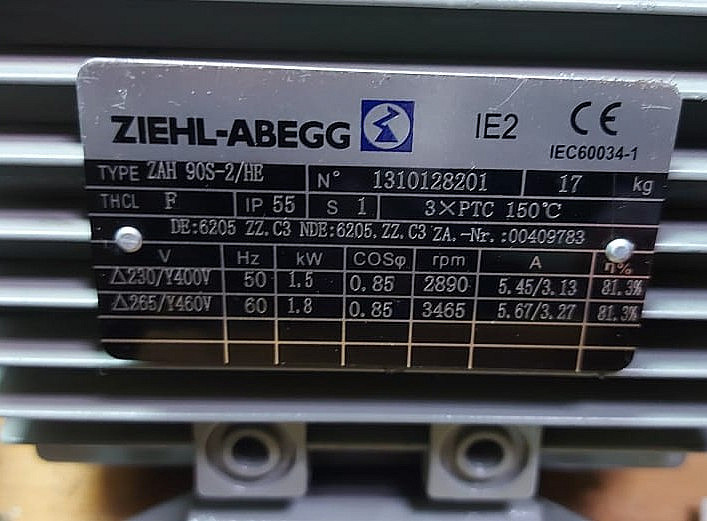 ZIEHL-ABEGG IE2 CE
IEC60034-1
TYPE ZAH 90S-2/HE N° 1310128201 17 kg
THCL F IP 55 S 1 3×PTC 150℃
DE:6205 ZZ.C3 NDE:6205.ZZ.C3 ZA.-Nr.:00409783
V Hz kW COSφ rpm A η%
△230/Y400V 50 1.5 0.85 2890 5.45/3.13 81.3%
△265/Y460V 60 1.8 0.85 3465 5.67/3.27 81.3%